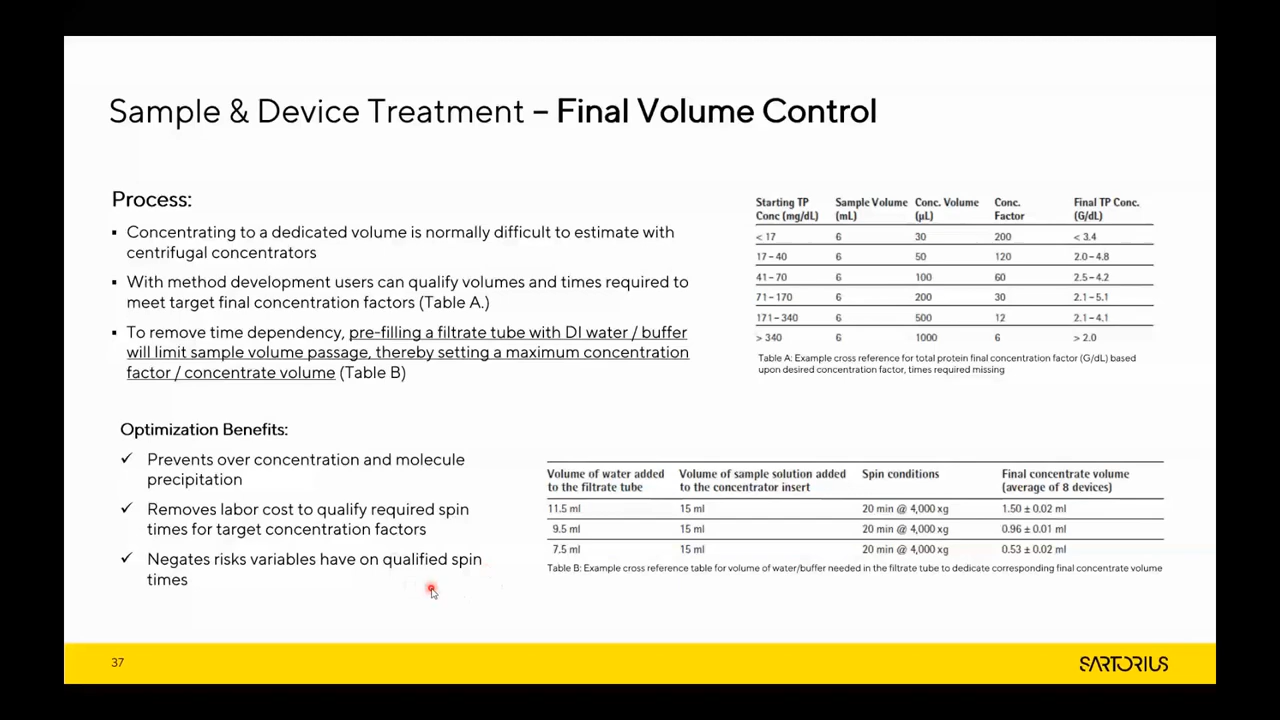 Sample & Device Treatment – Final Volume Control
Process:
▪ Concentrating to a dedicated volume is normally difficult to estimate with
centrifugal concentrators
▪ With method development users can qualify volumes and times required to
meet target final concentration factors (Table A.)
▪ To remove time dependency, pre-filling a filtrate tube with DI water / buffer
will limit sample volume passage, thereby setting a maximum concentration
factor / concentrate volume (Table B)
Starting TP Sample Volume Conc. Volume Conc. Final TP Conc.
Conc (mg/dL) (mL) (µL) Factor (G/dL)
< 17 6 30 200 < 3.4
17–40 6 50 120 2.0–4.8
41–70 6 100 60 2.5–4.2
71–170 6 200 30 2.1–5.1
171–340 6 500 12 2.1–4.1
> 340 6 1000 6 > 2.0
Table A: Example cross reference for total protein final concentration factor (G/dL) based
upon desired concentration factor, times required missing
Optimization Benefits:
✓ Prevents over concentration and molecule
precipitation
✓ Removes labor cost to qualify required spin
times for target concentration factors
✓ Negates risks variables have on qualified spin
times
Volume of water added Volume of sample solution added Spin conditions Final concentrate volume
to the filtrate tube to the concentrator insert (average of 8 devices)
11.5 ml 15 ml 20 min @ 4,000 xg 1.50 ± 0.02 ml
9.5 ml 15 ml 20 min @ 4,000 xg 0.96 ± 0.01 ml
7.5 ml 15 ml 20 min @ 4,000 xg 0.53 ± 0.02 ml
Table B: Example cross reference table for volume of water/buffer needed in the filtrate tube to dedicate corresponding final concentrate volume
37
SARTORIUS